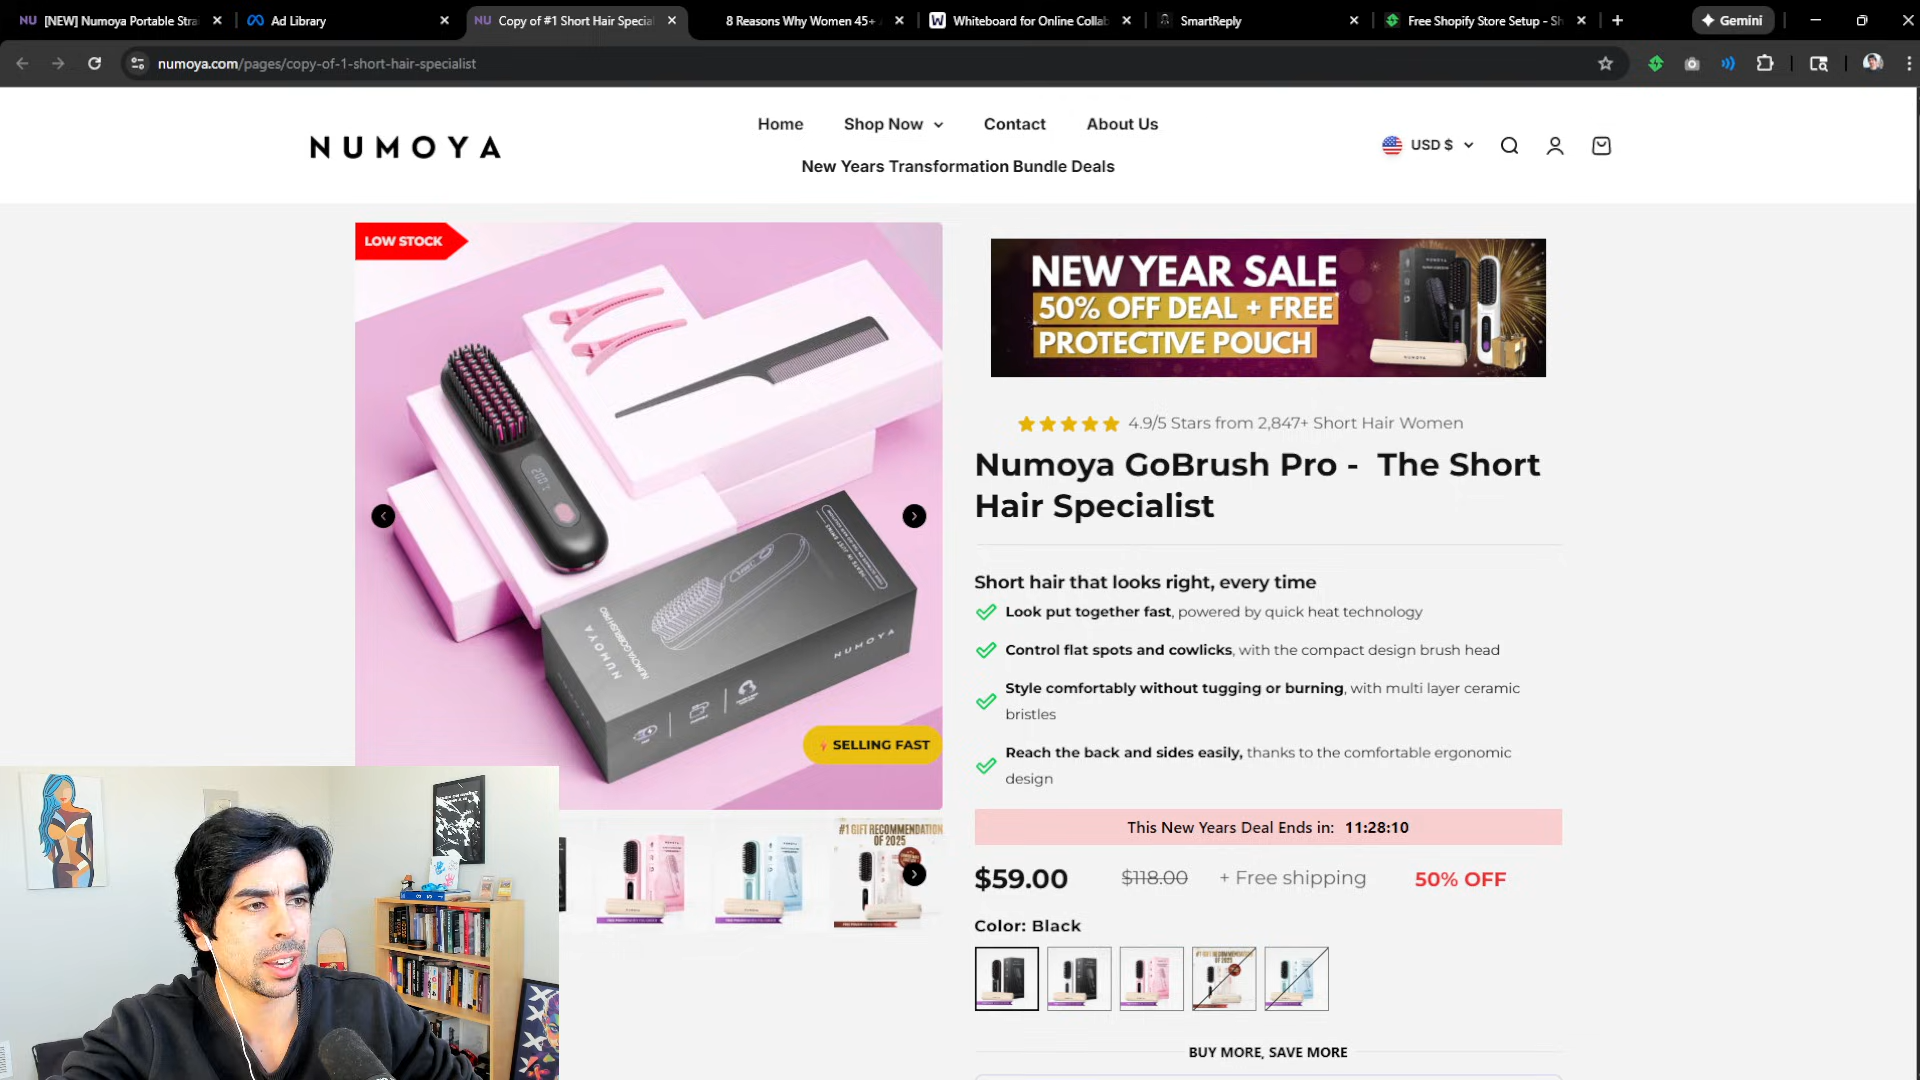 [NEW] Numoya Portable Strai
Ad Library
Copy of #1 Short Hair Special
8 Reasons Why Women 45+
Whiteboard for Online Collab
SmartReply
Free Shopify Store Setup - Sh
Gemini
numoya.com/pages/copy-of-1-short-hair-specialist
NUMOYA
Home
Shop Now
Contact
About Us
New Years Transformation Bundle Deals
USD $
LOW STOCK
NUMOYA
NUMOYA GOBRUSH PRO
SELLING FAST
NEW YEAR SALE
50% OFF DEAL + FREE
PROTECTIVE POUCH
4.9/5 Stars from 2,847+ Short Hair Women
Numoya GoBrush Pro - The Short
Hair Specialist
Short hair that looks right, every time
Look put together fast, powered by quick heat technology
Control flat spots and cowlicks, with the compact design brush head
Style comfortably without tugging or burning, with multi layer ceramic
bristles
Reach the back and sides easily, thanks to the comfortable ergonomic
design
This New Years Deal Ends in: 11:28:10
$59.00
$118.00
+ Free shipping
50% OFF
Color: Black
#1 GIFT RECOMMENDATION
OF 2025
BUY MORE, SAVE MORE